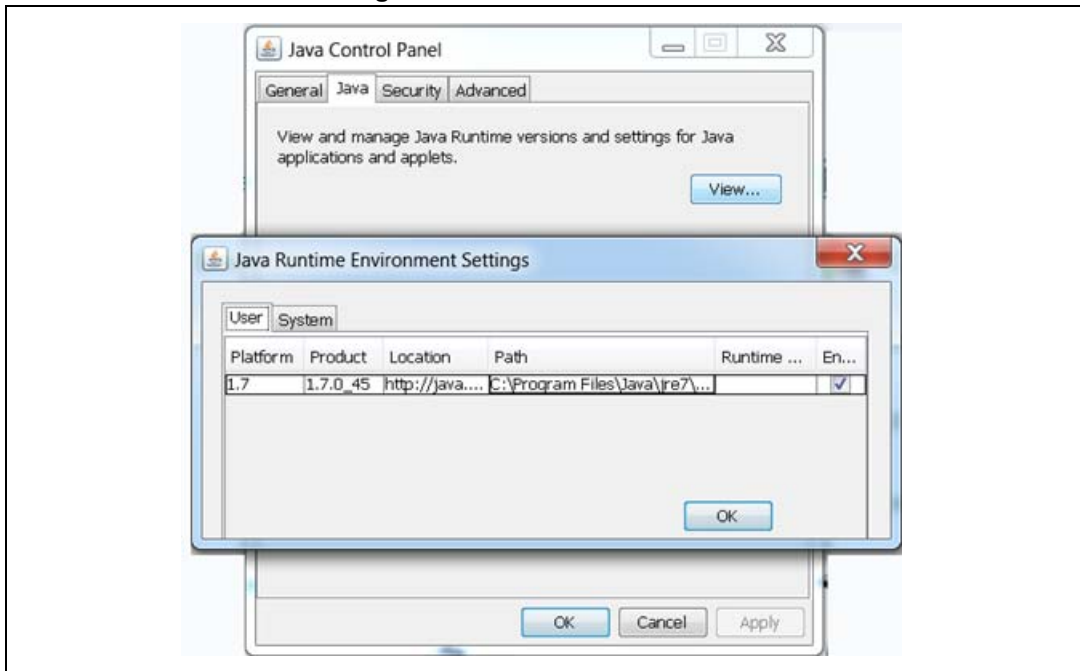 Java Control Panel
General Java Security Advanced
View and manage Java Runtime versions and settings for Java
applications and applets.
View...
Java Runtime Environment Settings
User System
Platform Product Location Path Runtime ... En...
1.7 1.7.0_45 http://java.... C:\Program Files\Java\jre7\...
OK
OK Cancel Apply